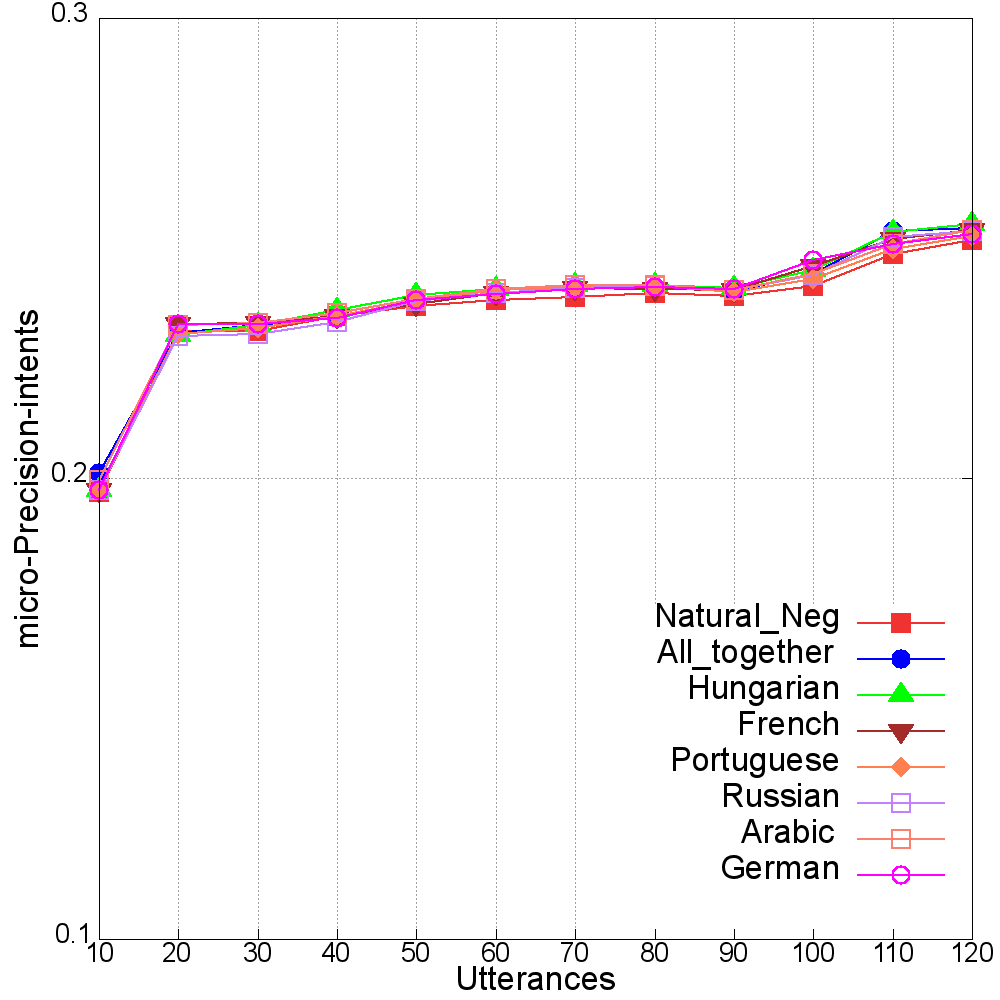 0.3
0.2
0.1
micro-Precision-intents
Natural_Neg
All_together
Hungarian
French
Portuguese
Russian
Arabic
German
10 20 30 40 50 60 70 80 90 100 110 120
Utterances